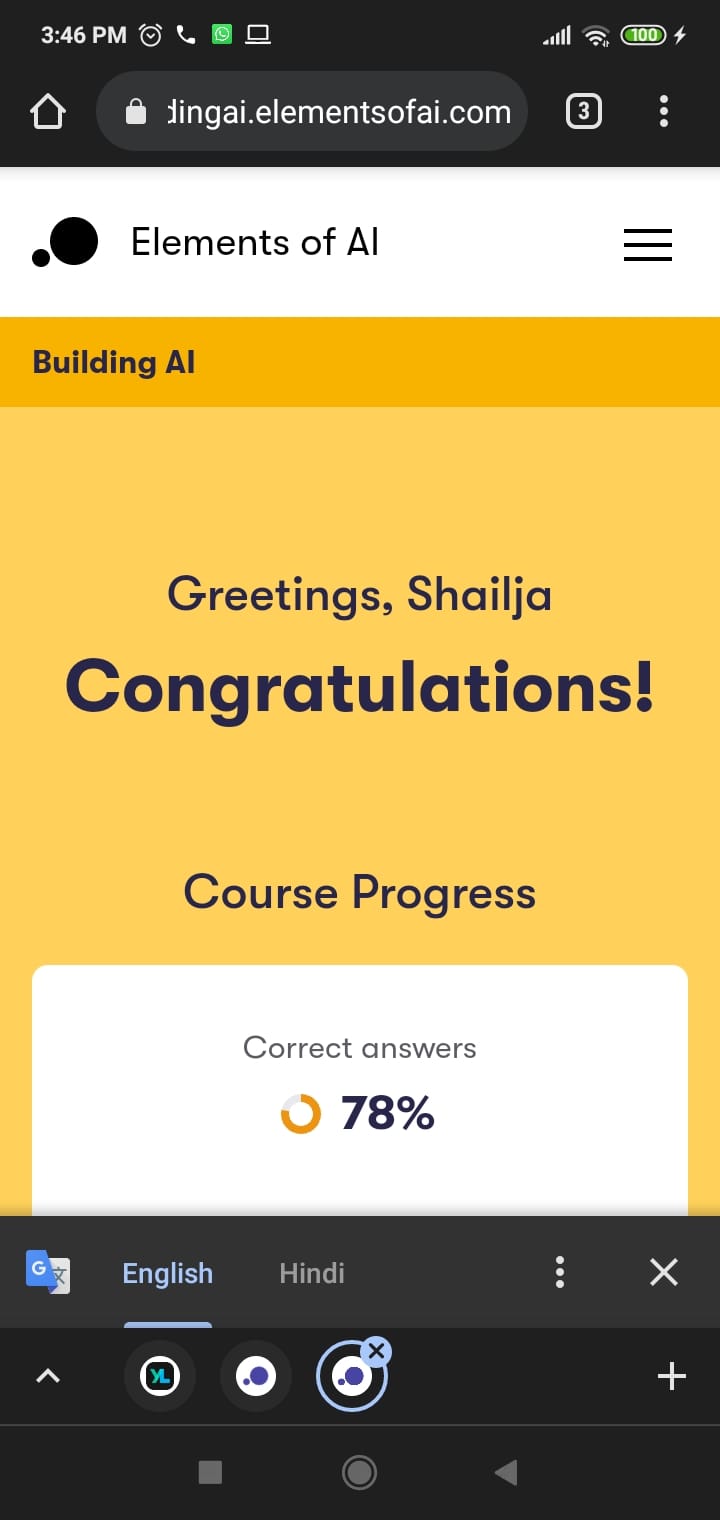 3:46 PM
100
dingai.elementsofai.com
3
Elements of AI
Building AI
Greetings, Shailja
Congratulations!
Course Progress
Correct answers
78%
G 文
English
Hindi
YL